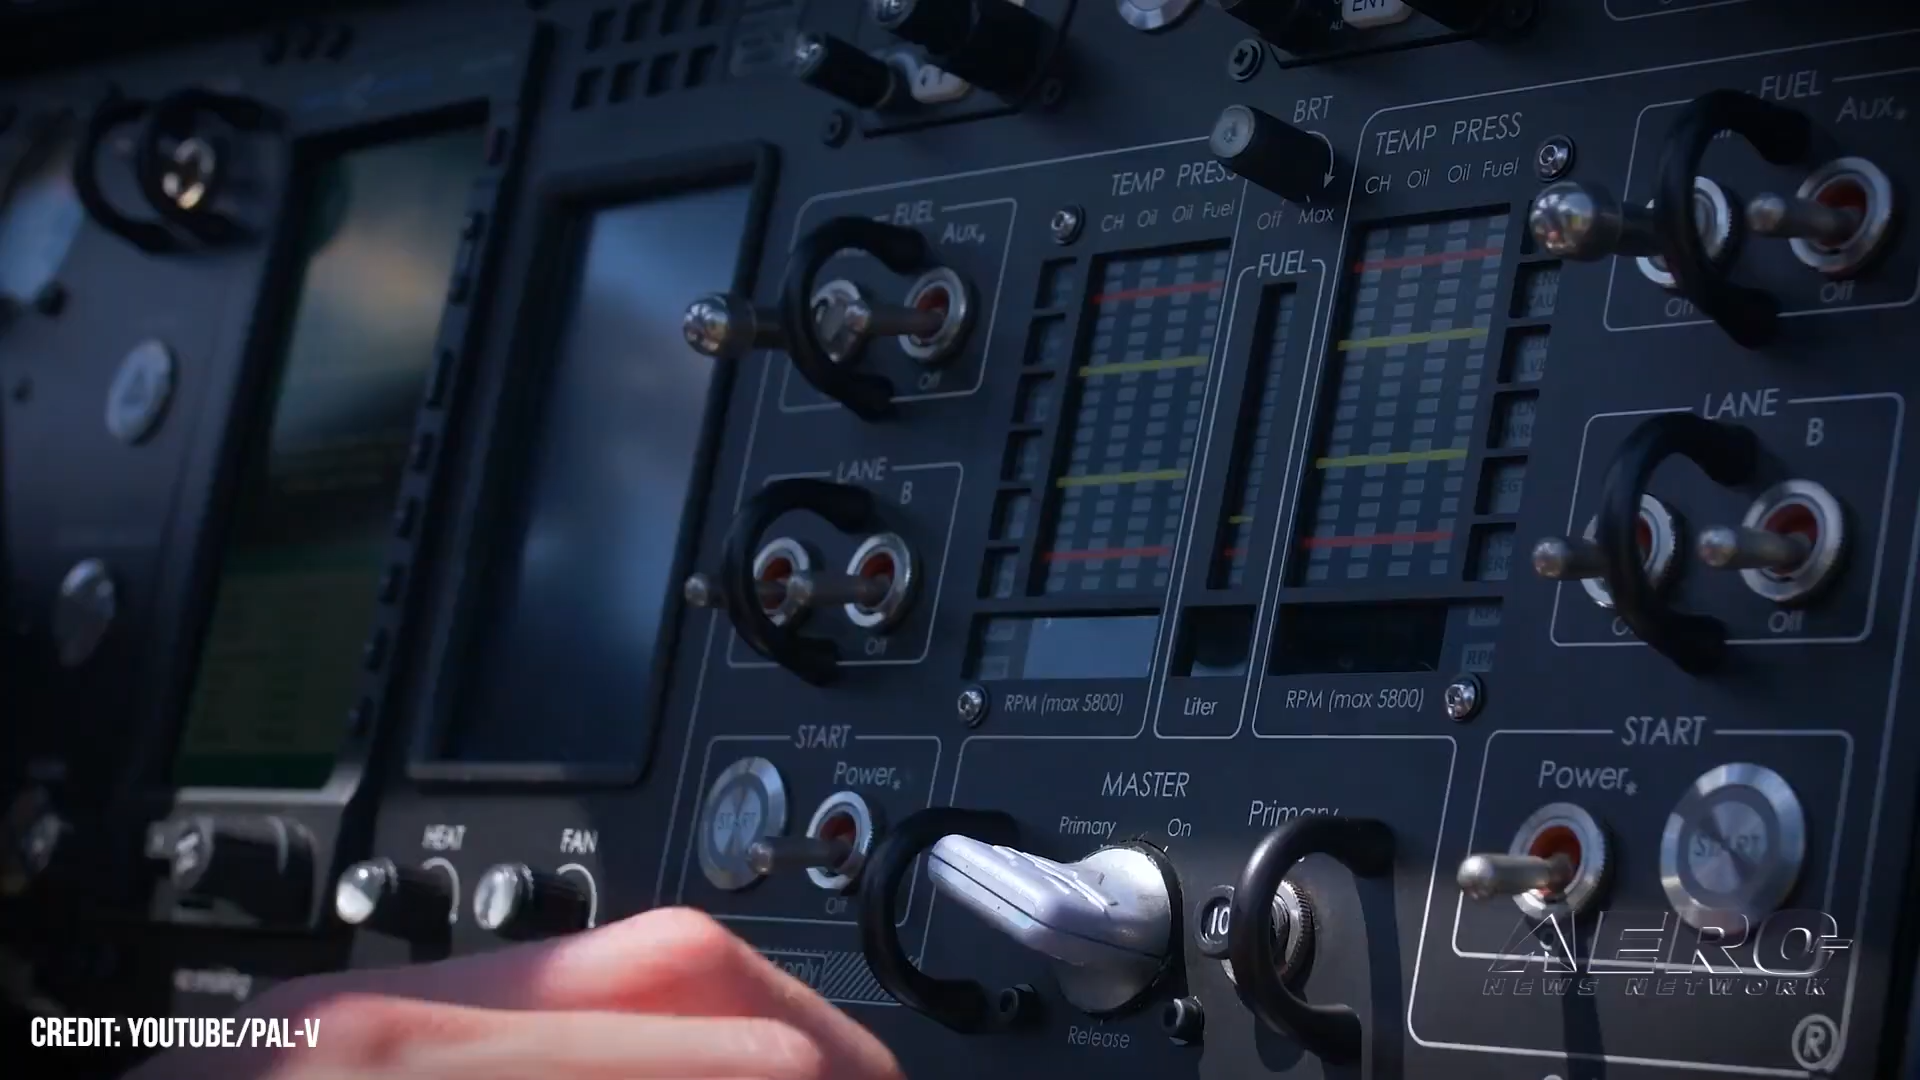 ENT
BRT
Off Max
TEMP PRESS
CH Oil Oil Fuel
FUEL
Aux.
Off
LANE
B
Off
FUEL
RPM (max 5800)
Liter
TEMP PRESS
CH Oil Oil Fuel
RPM (max 5800)
FUEL
Aux.
Off
Off
LANE
B
Off
START
Power*
START
Off
MASTER
Primary
On
Primary
10
Release
START
Power*
START
HEAT
FAN
only
CREDIT: YOUTUBE/PAL-V
AERO
NEWS NETWORK
®